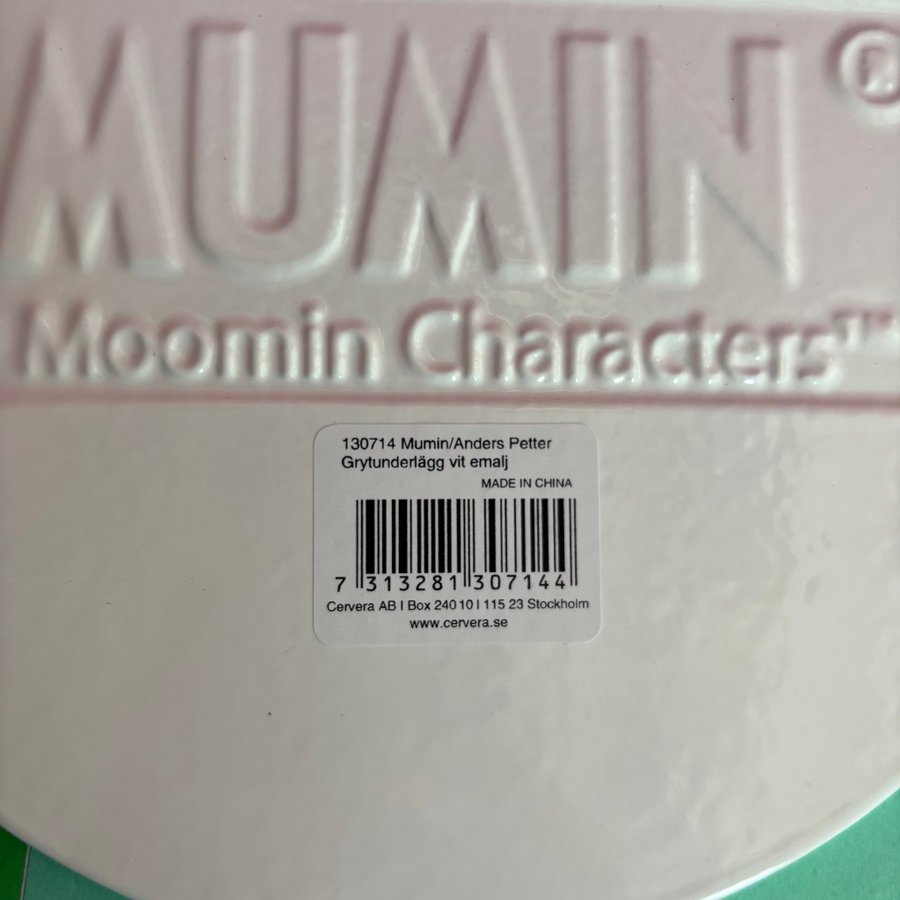 MUMIN®
Moomin Characters™
130714 Mumin/Anders Petter
Grytunderlägg vit emalj
MADE IN CHINA
7 313281 307144
Cervera AB | Box 240 10 | 115 23 Stockholm
www.cervera.se